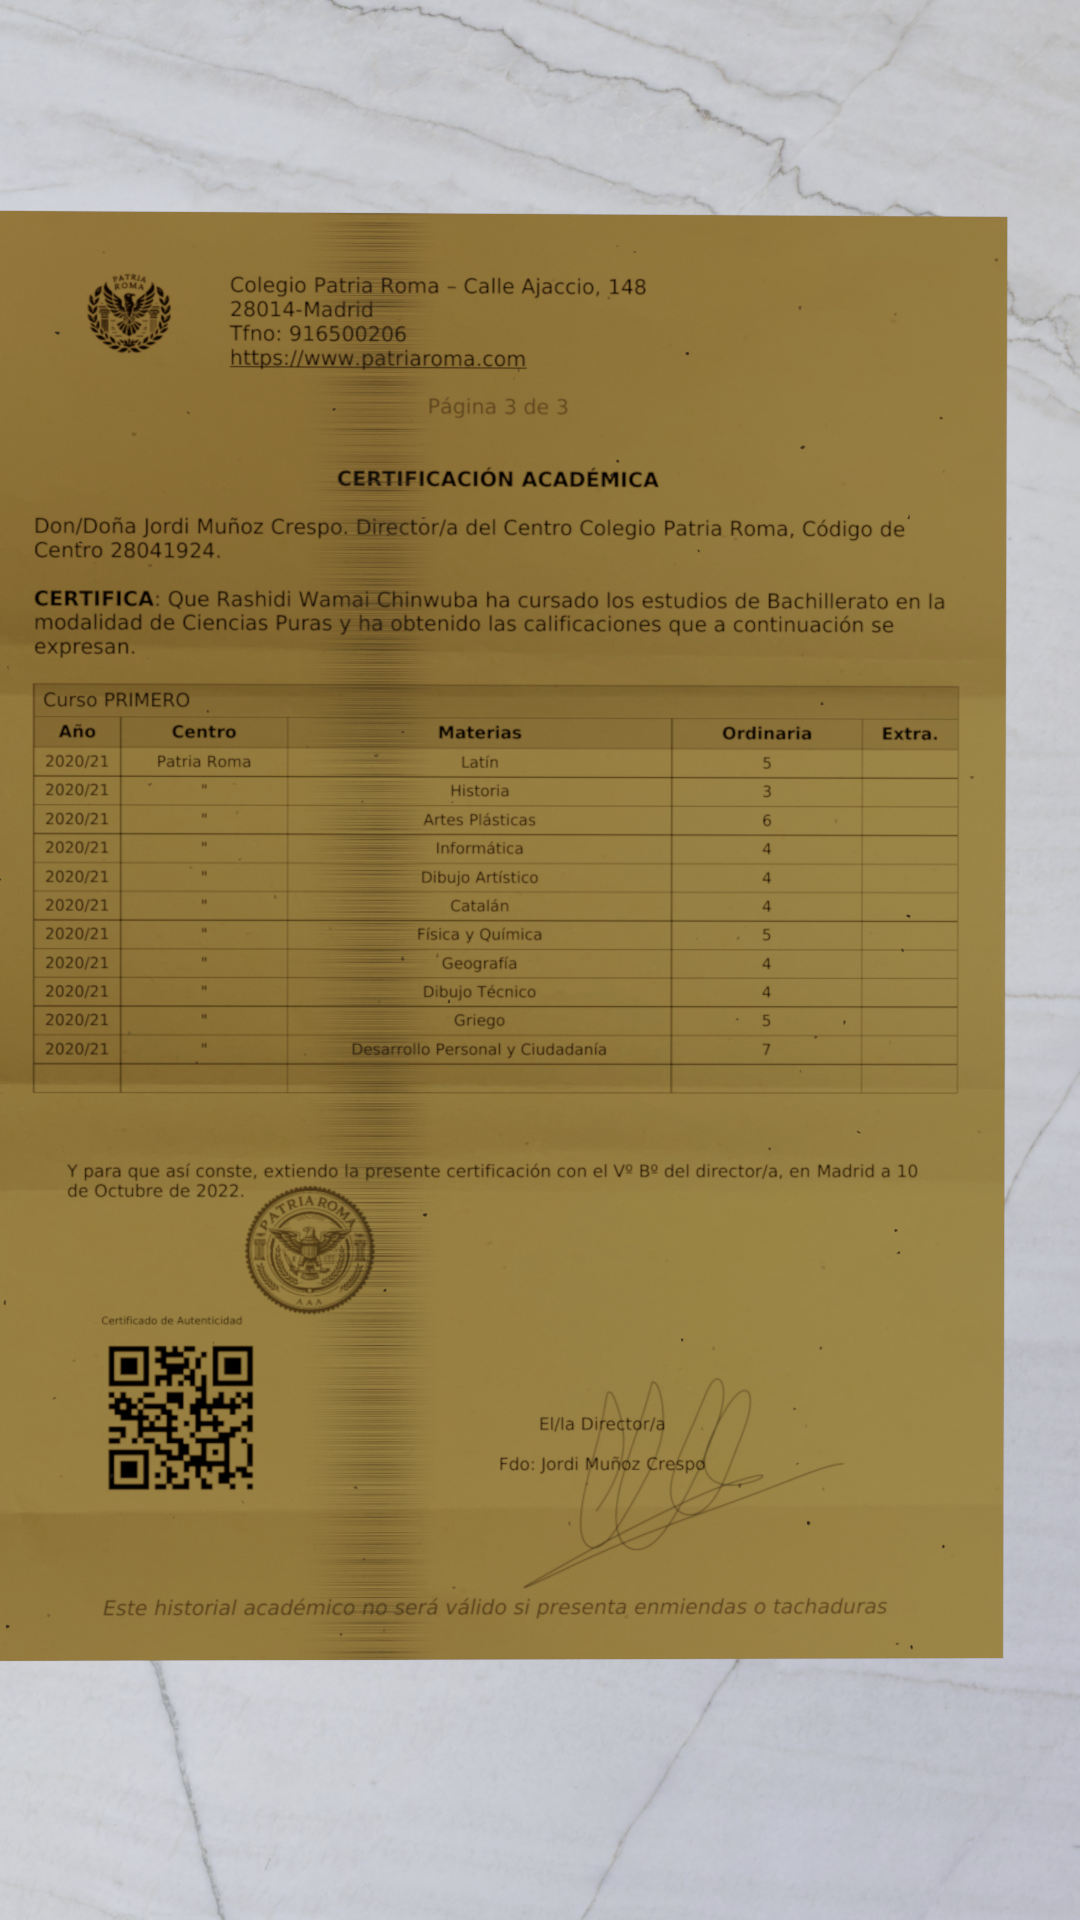 PATRIA
ROMA
Colegio Patria Roma – Calle Ajaccio, 148
28014-Madrid
Tfno: 916500206
https://www.patriaroma.com
Página 3 de 3
CERTIFICACIÓN ACADÉMICA
Don/Doña Jordi Muñoz Crespo. Director/a del Centro Colegio Patria Roma, Código de
Centro 28041924.
CERTIFICA: Que Rashidi Wamai Chinwuba ha cursado los estudios de Bachillerato en la
modalidad de Ciencias Puras y ha obtenido las calificaciones que a continuación se
expresan.
Curso PRIMERO
Año Centro Materias Ordinaria Extra.
2020/21 Patria Roma Latín 5
2020/21 " Historia 3
2020/21 " Artes Plásticas 6
2020/21 " Informática 4
2020/21 " Dibujo Artístico 4
2020/21 " Catalán 4
2020/21 " Física y Química 5
2020/21 " Geografía 4
2020/21 " Dibujo Técnico 4
2020/21 " Griego 5
2020/21 " Desarrollo Personal y Ciudadanía 7
Y para que así conste, extiendo la presente certificación con el Vº Bº del director/a, en Madrid a 10
de Octubre de 2022.
PATRIA ROMA
AAA
Certificado de Autenticidad
El/la Director/a
Fdo: Jordi Muñoz Crespo
Este historial académico no será válido si presenta enmiendas o tachaduras